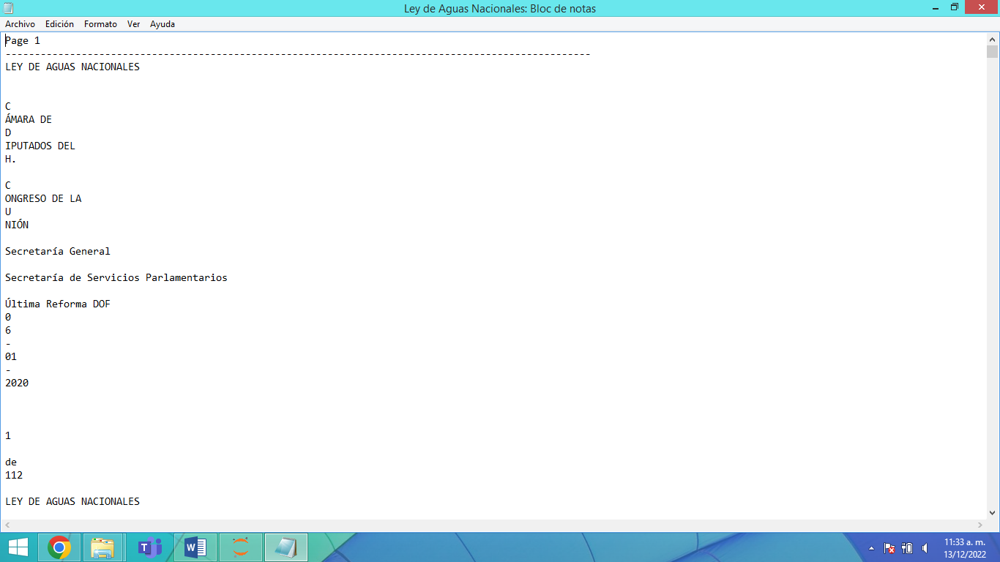 Ley de Aguas Nacionales: Bloc de notas
Archivo Edición Formato Ver Ayuda
Page 1
----------------------------------------------------------------------------------------------------
LEY DE AGUAS NACIONALES
C
ÁMARA DE
D
IPUTADOS DEL
H.
C
ONGRESO DE LA
U
NIÓN
Secretaría General
Secretaría de Servicios Parlamentarios
Última Reforma DOF
0
6
-
01
-
2020
1
de
112
LEY DE AGUAS NACIONALES
11:33 a. m.
13/12/2022